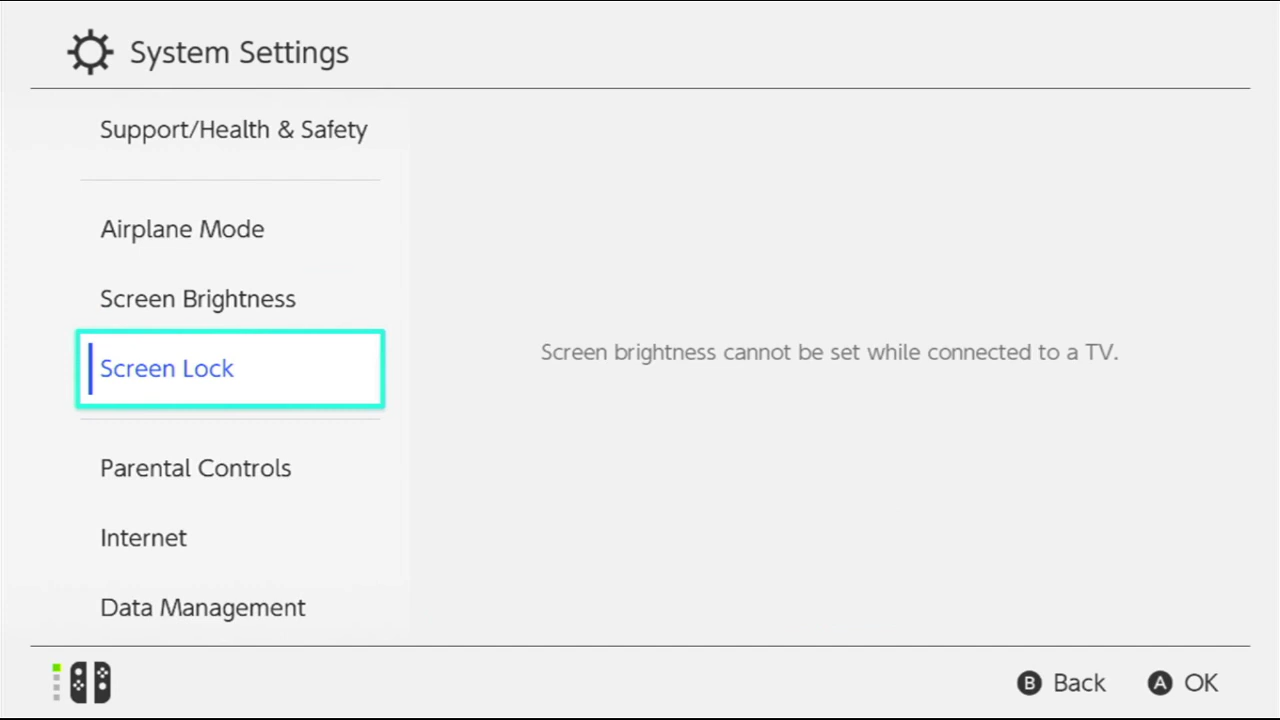 System Settings
Support/Health & Safety
Airplane Mode
Screen Brightness
Screen Lock
Parental Controls
Internet
Data Management
Screen brightness cannot be set while connected to a TV.
B Back
A OK